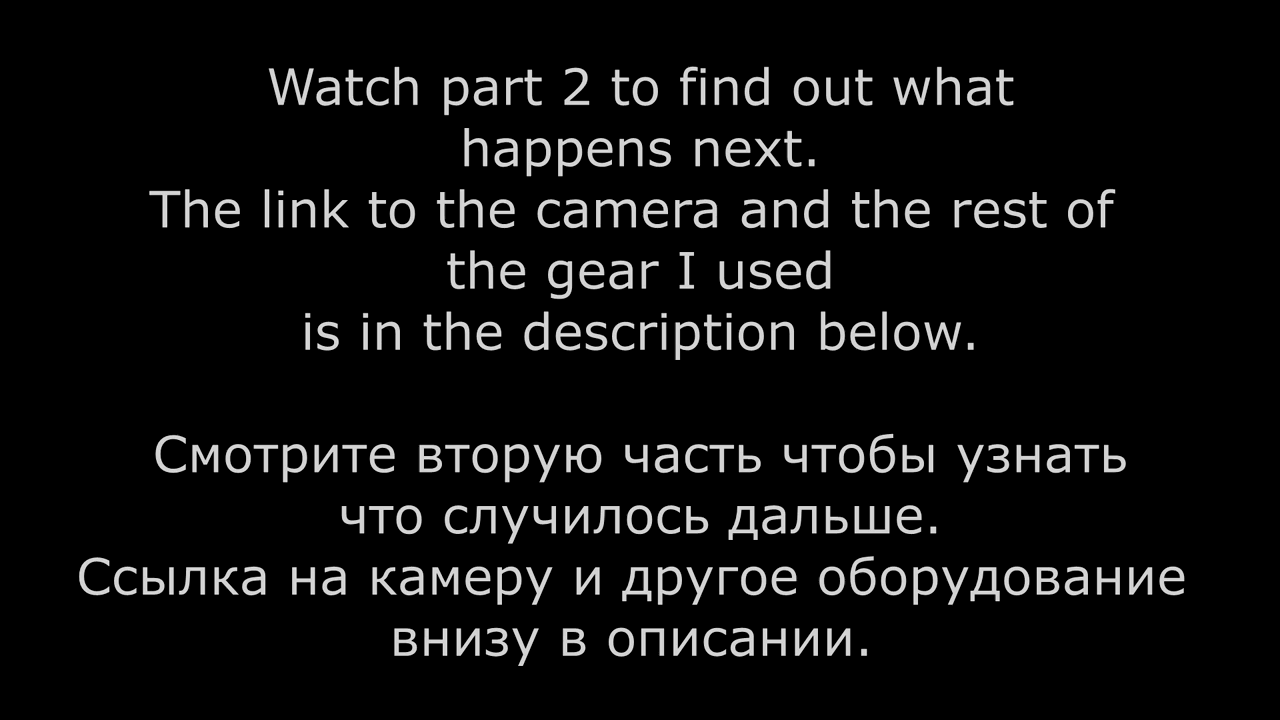 Watch part 2 to find out what
happens next.
The link to the camera and the rest of
the gear I used
is in the description below.
Смотрите вторую часть чтобы узнать
что случилось дальше.
Ссылка на камеру и другое оборудование
внизу в описании.